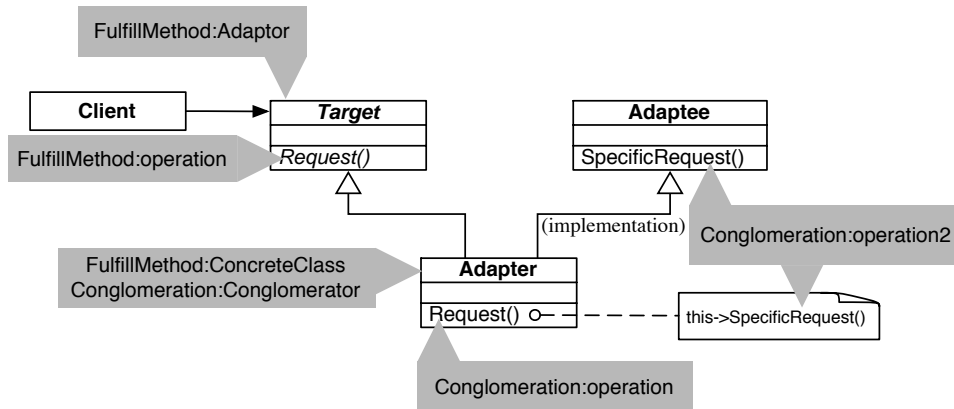 FulfillMethod:Adaptor
Client
Target
Adaptee
FulfillMethod:operation
Request()
SpecificRequest()
(implementation)
Conglomeration:operation2
FulfillMethod:ConcreteClass
Conglomeration:Conglomerator
Adapter
Request()
this->SpecificRequest()
Conglomeration:operation